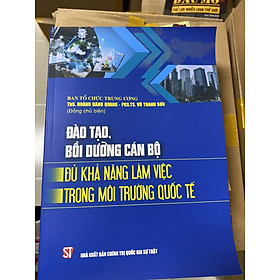 BAN TỔ CHỨC TRUNG ƯƠNG
ThS. HOÀNG ĐĂNG QUANG - PGS.TS. VŨ THANH SƠN
(Đồng chủ biên)
ĐÀO TẠO,
BỒI DƯỠNG CÁN BỘ
ĐỦ KHẢ NĂNG LÀM VIỆC
TRONG MÔI TRƯỜNG QUỐC TẾ
ST
NHÀ XUẤT BẢN CHÍNH TRỊ QUỐC GIA SỰ THẬT